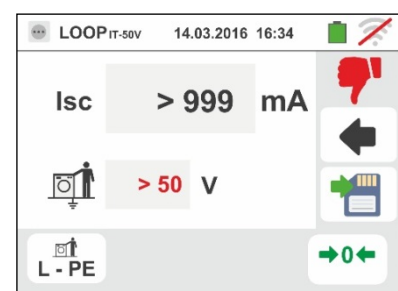 LOOP IT-50V 14.03.2016 16:34
Isc > 999 mA
> 50 V
L - PE →0←